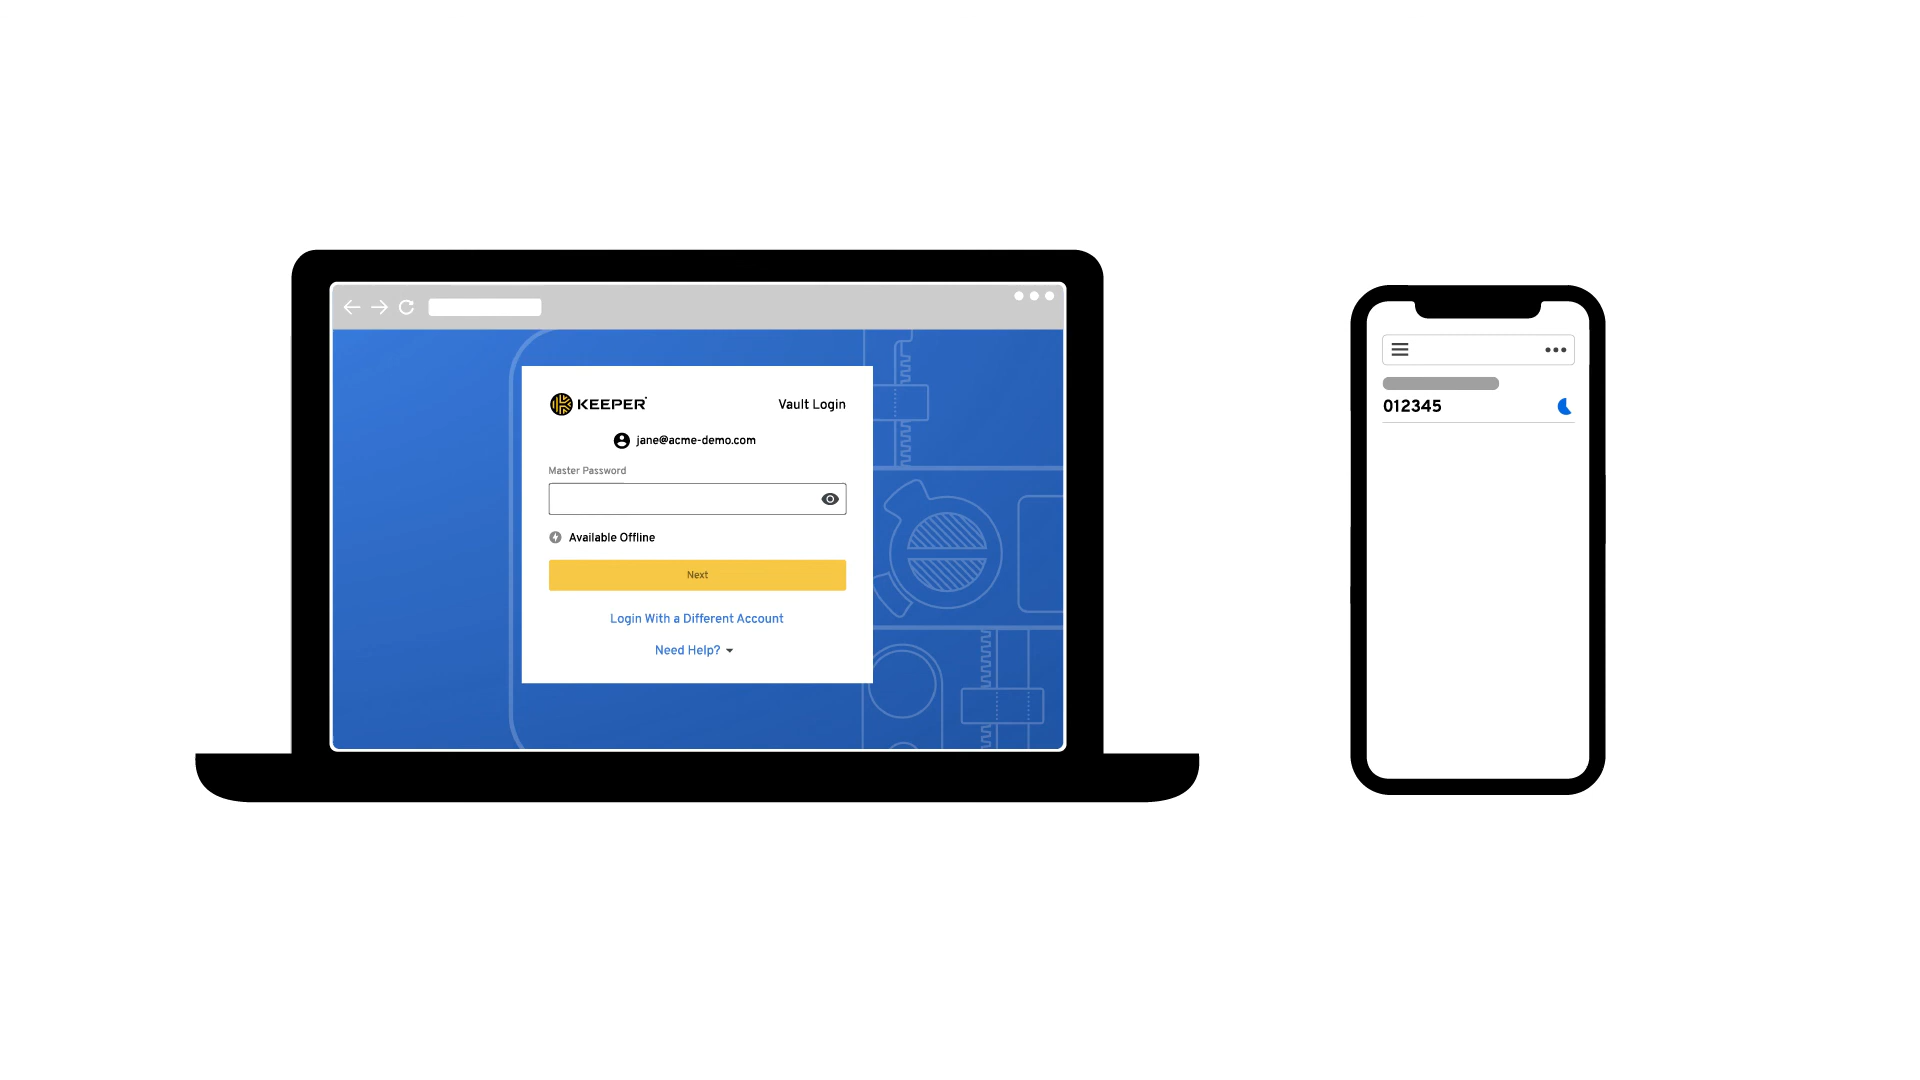 KEEPER
Vault Login
jane@acme-demo.com
Master Password
Available Offline
Next
Login With a Different Account
Need Help?
012345